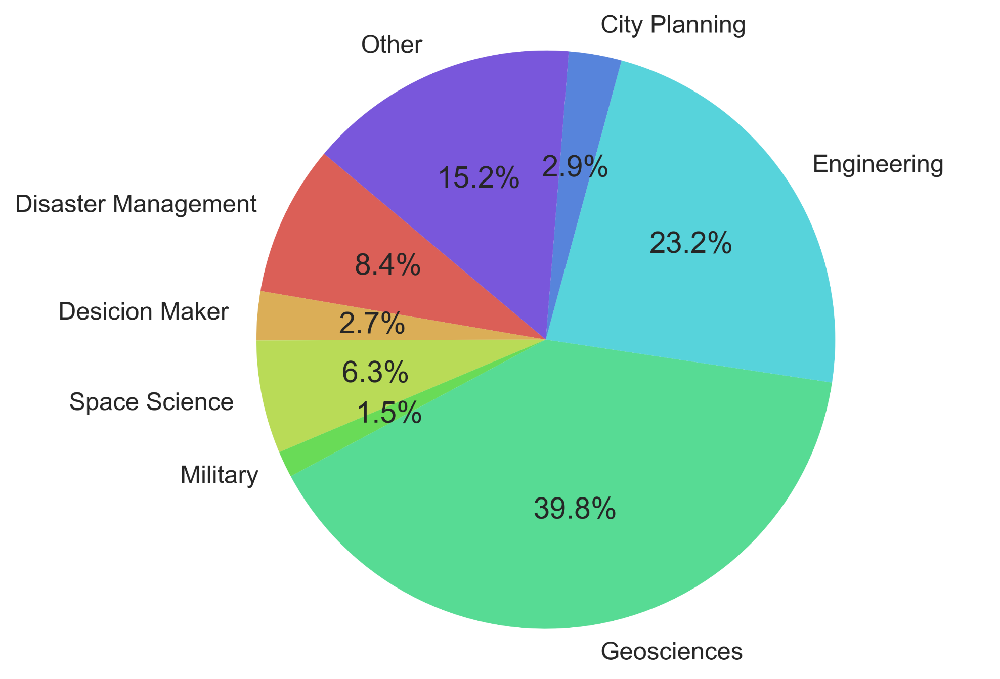 City Planning
Other
Engineering
2.9%
15.2%
Disaster Management
23.2%
8.4%
Desicion Maker
2.7%
6.3%
Space Science
1.5%
Military
39.8%
Geosciences